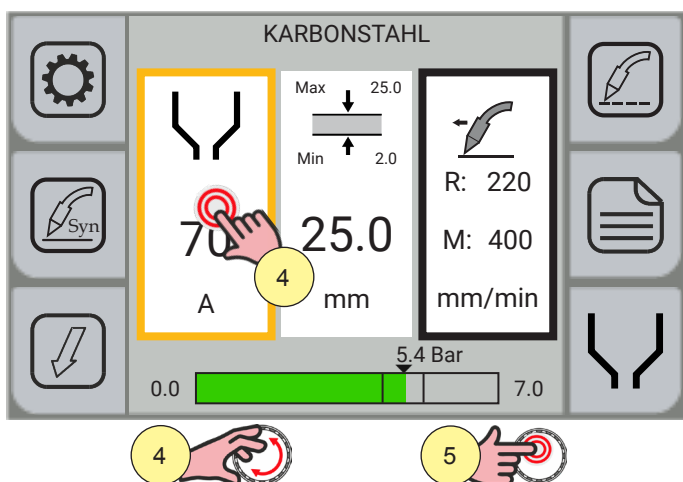 KARBONSTAHL
Max 25.0
Min 2.0
70
A
4
25.0
mm
R: 220
M: 400
mm/min
Syn
5.4 Bar
0.0
7.0
4
5